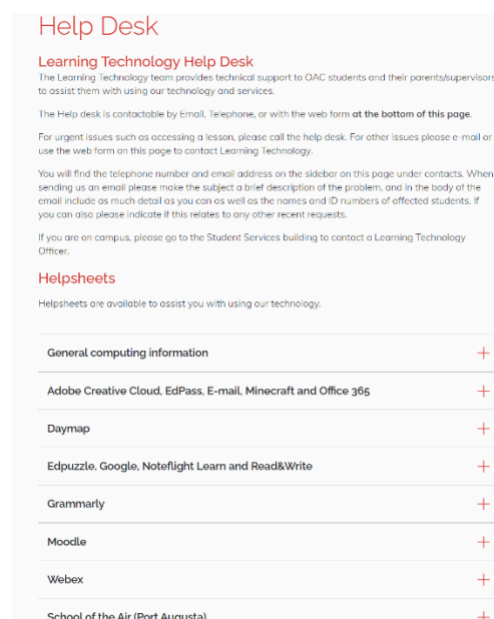 Help Desk
Learning Technology Help Desk
The Learning Technology team provides technical support to OAC students and their parents/supervisors
to assist them with using our technology and services.
The Help desk is contactable by Email, Telephone, or with the web form at the bottom of this page.
For urgent issues such as accessing a lesson, please call the help desk. For other issues please e-mail or
use the web form on this page to contact Learning Technology.
You will find the telephone number and email address on the sidebar on this page under contacts. When
sending us an email please make the subject a brief description of the problem, and in the body of the
email include as much detail as you can as well as the names and ID numbers of affected students. If
you can also please indicate if this relates to any other recent requests.
If you are on campus, please go to the Student Services building to contact a Learning Technology
Officer.
Helpsheets
Helpsheets are available to assist you with using our technology.
General computing information
Adobe Creative Cloud, EdPass, E-mail, Minecraft and Office 365
Daymap
Edpuzzle, Google, Noteflight Learn and Read&Write
Grammarly
Moodle
Webex
School of the Air (Port Augusta)